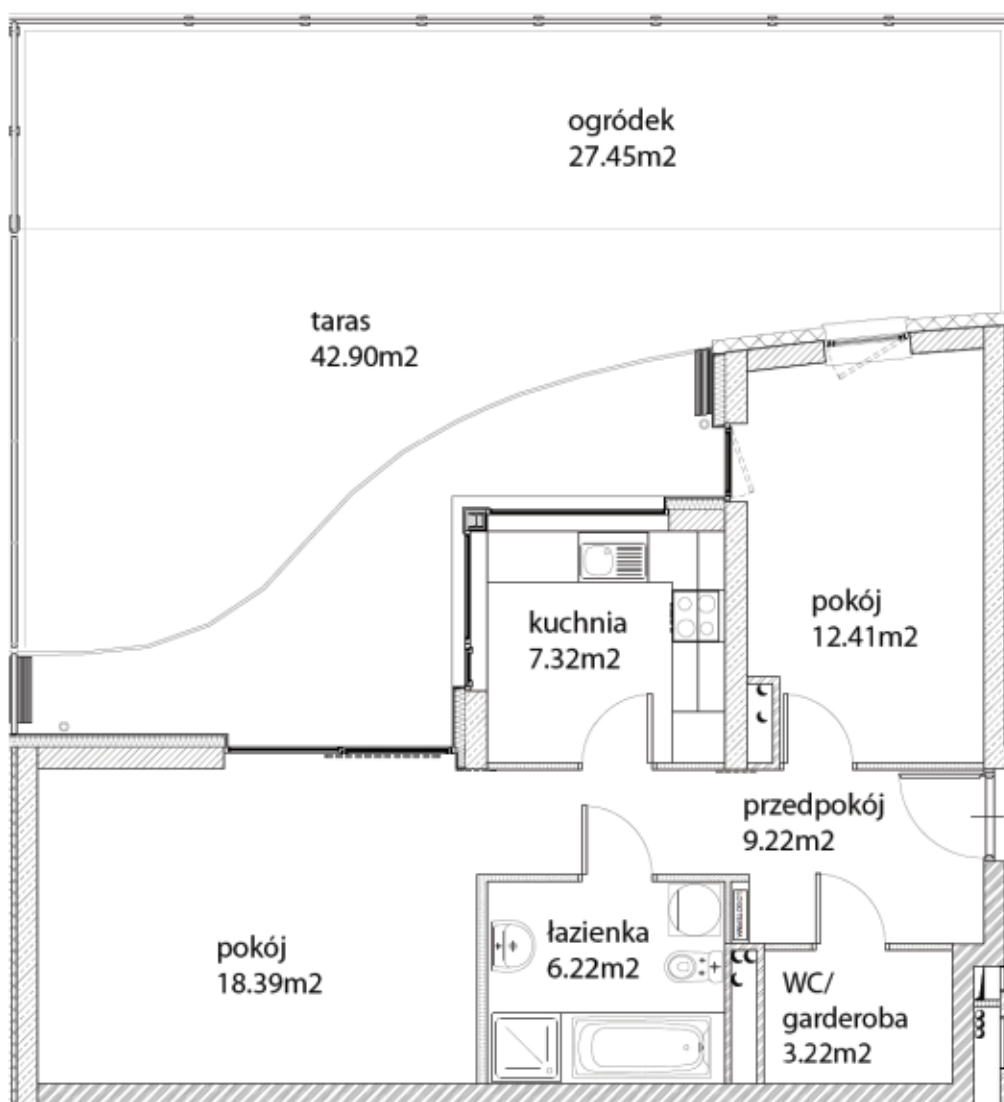 ogródek
27.45m2
taras
42.90m2
pokój
12.41m2
kuchnia
7.32m2
przedpokój
9.22m2
pokój
18.39m2
łazienka
6.22m2
WC/
garderoba
3.22m2